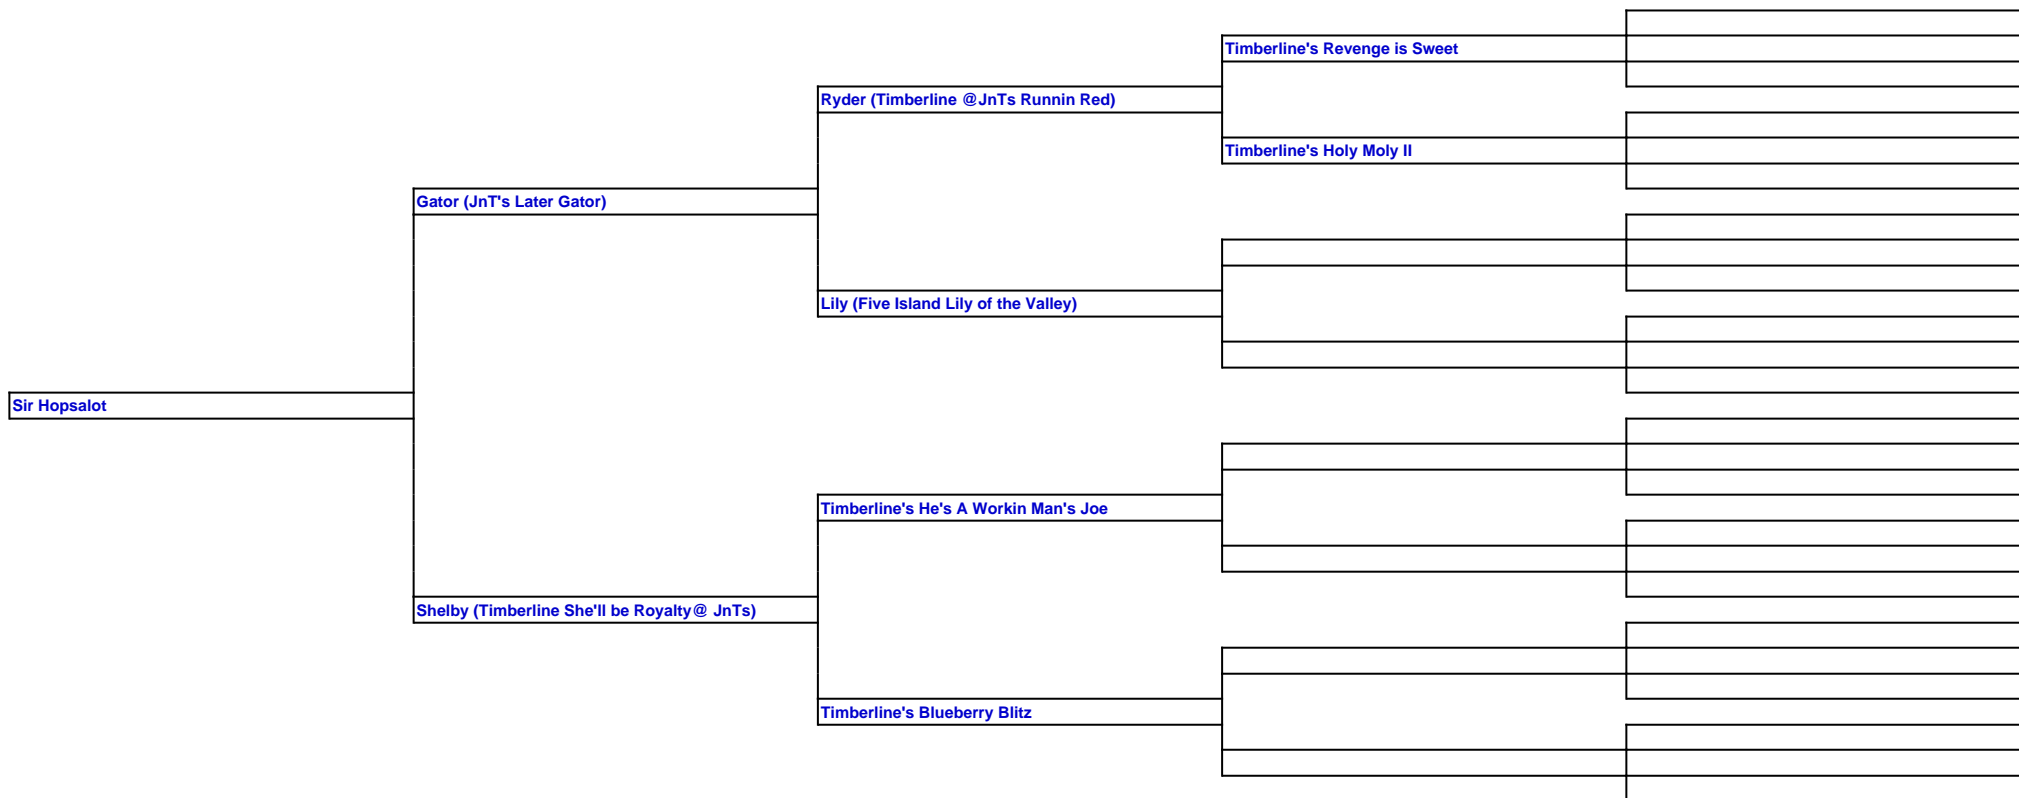 Timberline's Revenge is Sweet
Ryder (Timberline @JnTs Runnin Red)
Timberline's Holy Moly II
Gator (JnT's Later Gator)
Lily (Five Island Lily of the Valley)
Sir Hopsalot
Timberline's He's A Workin Man's Joe
Shelby (Timberline She'll be Royalty@ JnTs)
Timberline's Blueberry Blitz